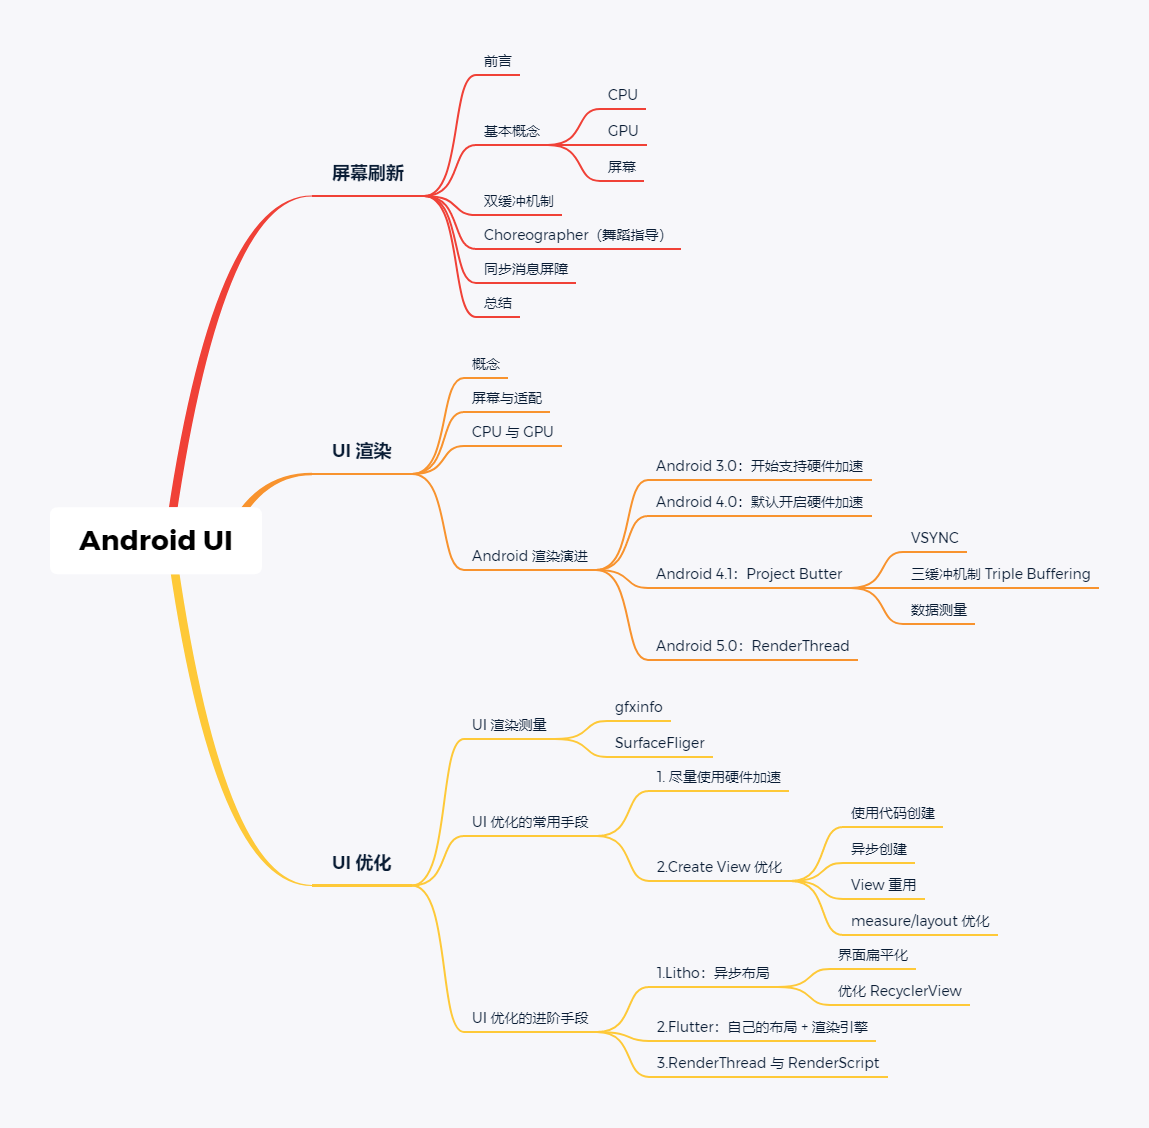 Android UI
屏幕刷新
前言
基本概念
CPU
GPU
屏幕
双缓冲机制
Choreographer（舞蹈指导）
同步消息屏障
总结
UI 渲染
概念
屏幕与适配
CPU 与 GPU
Android 渲染演进
Android 3.0：开始支持硬件加速
Android 4.0：默认开启硬件加速
Android 4.1：Project Butter
VSYNC
三缓冲机制 Triple Buffering
数据测量
Android 5.0：RenderThread
UI 优化
UI 渲染测量
gfxinfo
SurfaceFliger
UI 优化的常用手段
1. 尽量使用硬件加速
2.Create View 优化
使用代码创建
异步创建
View 重用
measure/layout 优化
UI 优化的进阶手段
1.Litho：异步布局
界面扁平化
优化 RecyclerView
2.Flutter：自己的布局 + 渲染引擎
3.RenderThread 与 RenderScript